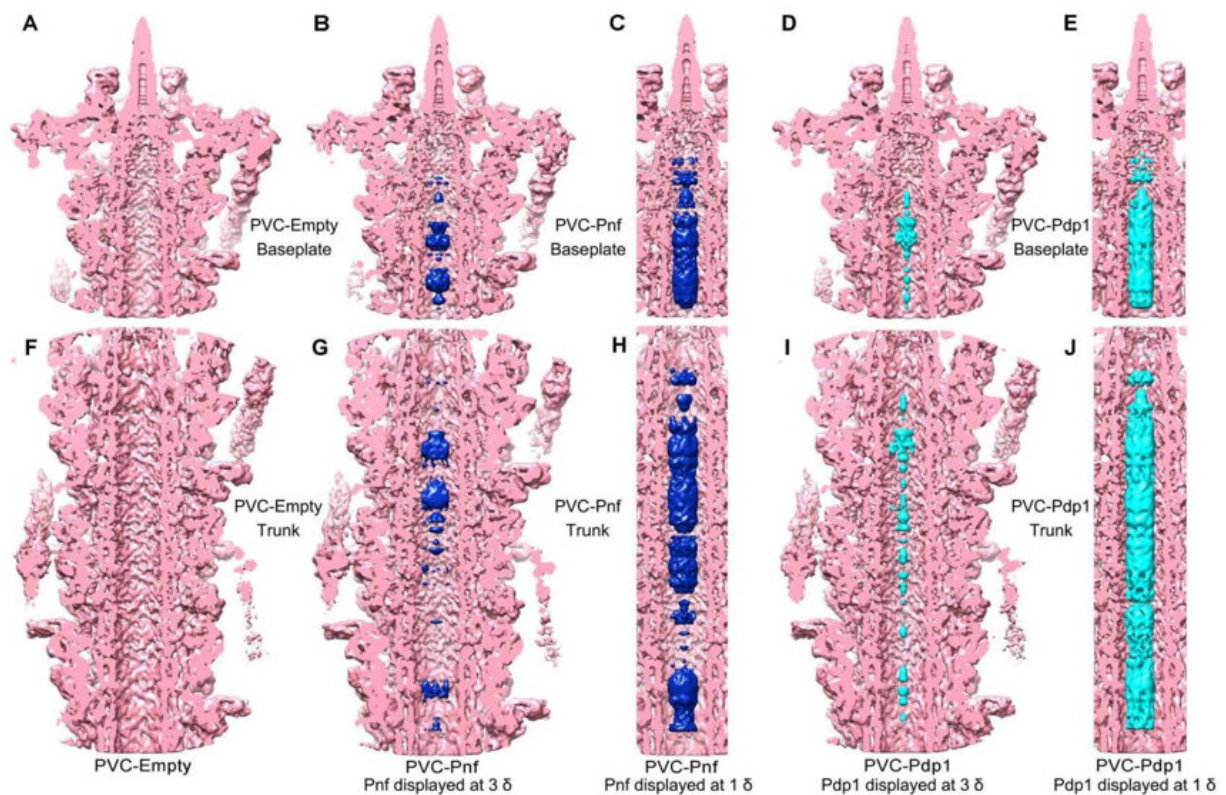 A
B
C
D
E
PVC-Empty
Baseplate
PVC-Pnf
Baseplate
PVC-Pdp1
Baseplate
F
G
H
I
J
PVC-Empty
Trunk
PVC-Pnf
Trunk
PVC-Pdp1
Trunk
PVC-Empty
PVC-Pnf
Pnf displayed at 3 δ
PVC-Pnf
Pnf displayed at 1 δ
PVC-Pdp1
Pdp1 displayed at 3 δ
PVC-Pdp1
Pdp1 displayed at 1 δ